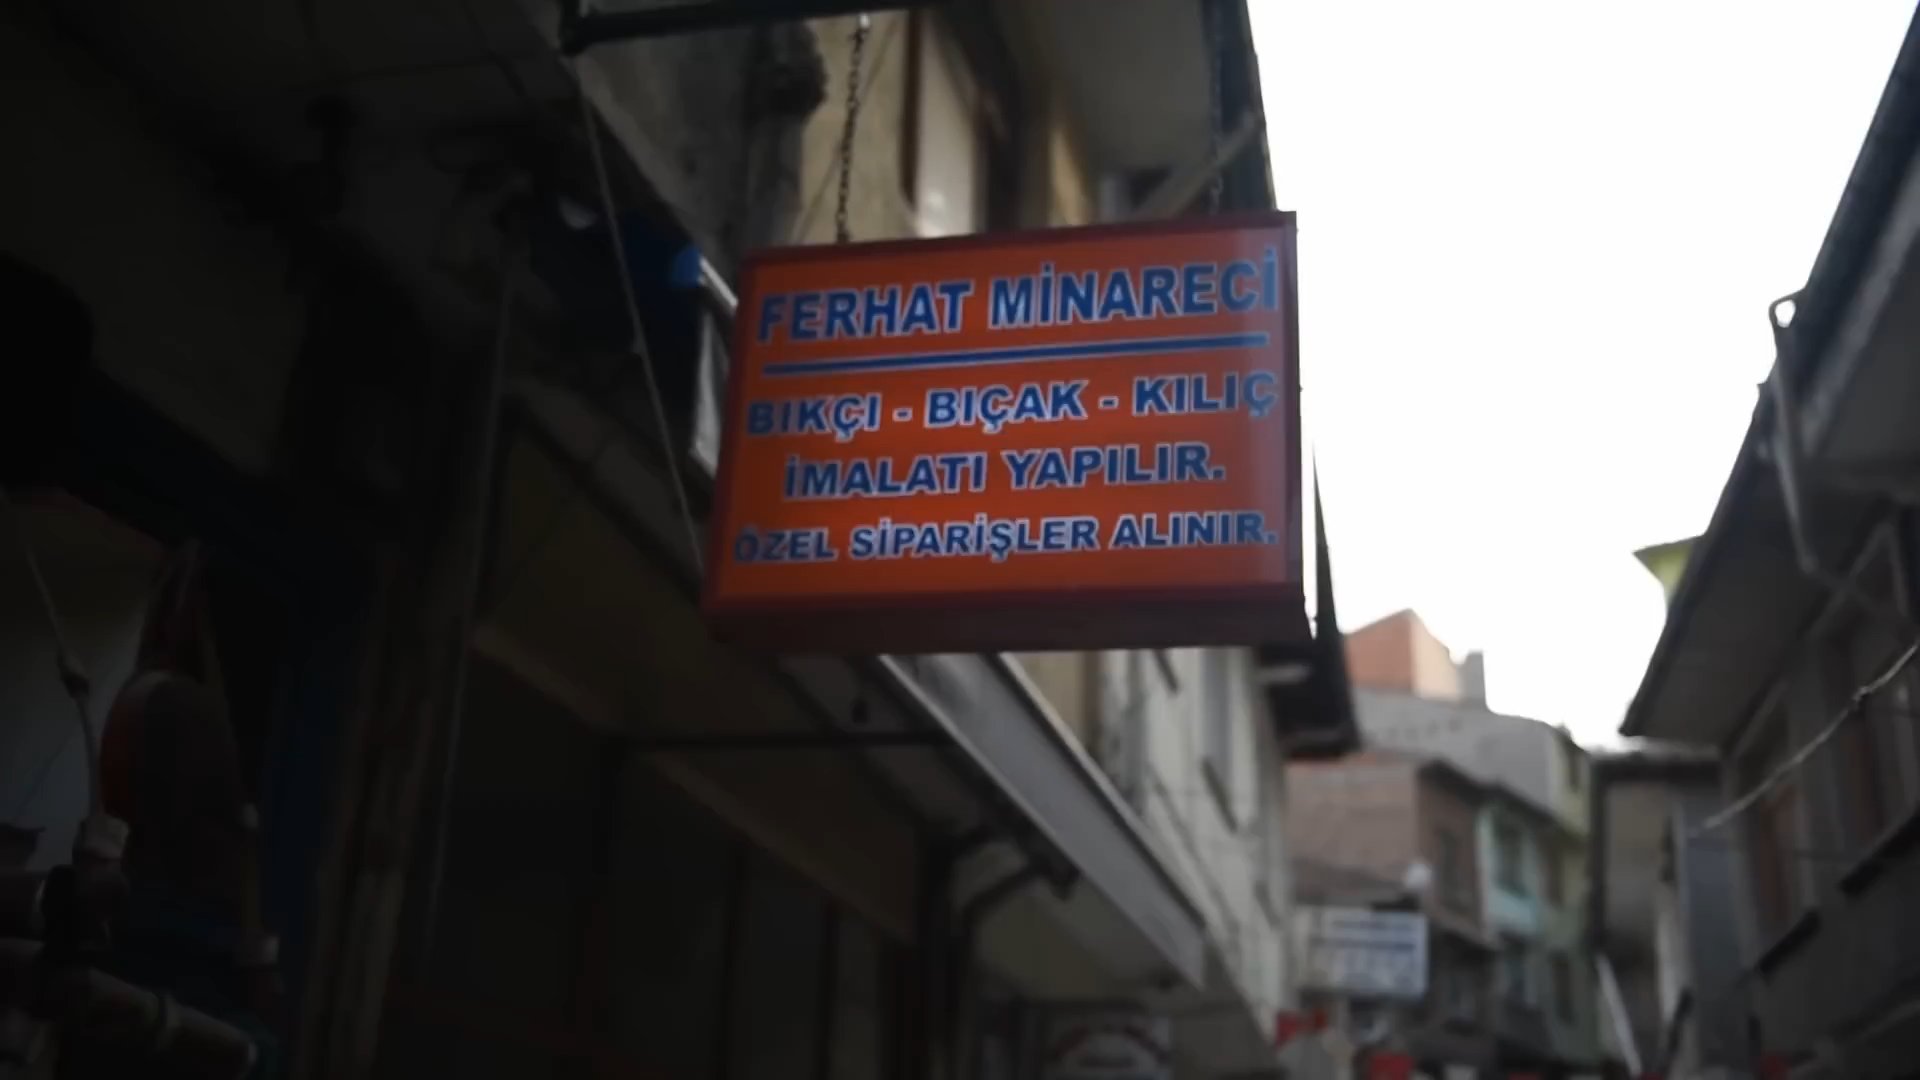 FERHAT MİNARECİ
BIKÇI - BIÇAK - KILIÇ
İMALATI YAPILIR.
ÖZEL SİPARİŞLER ALINIR.